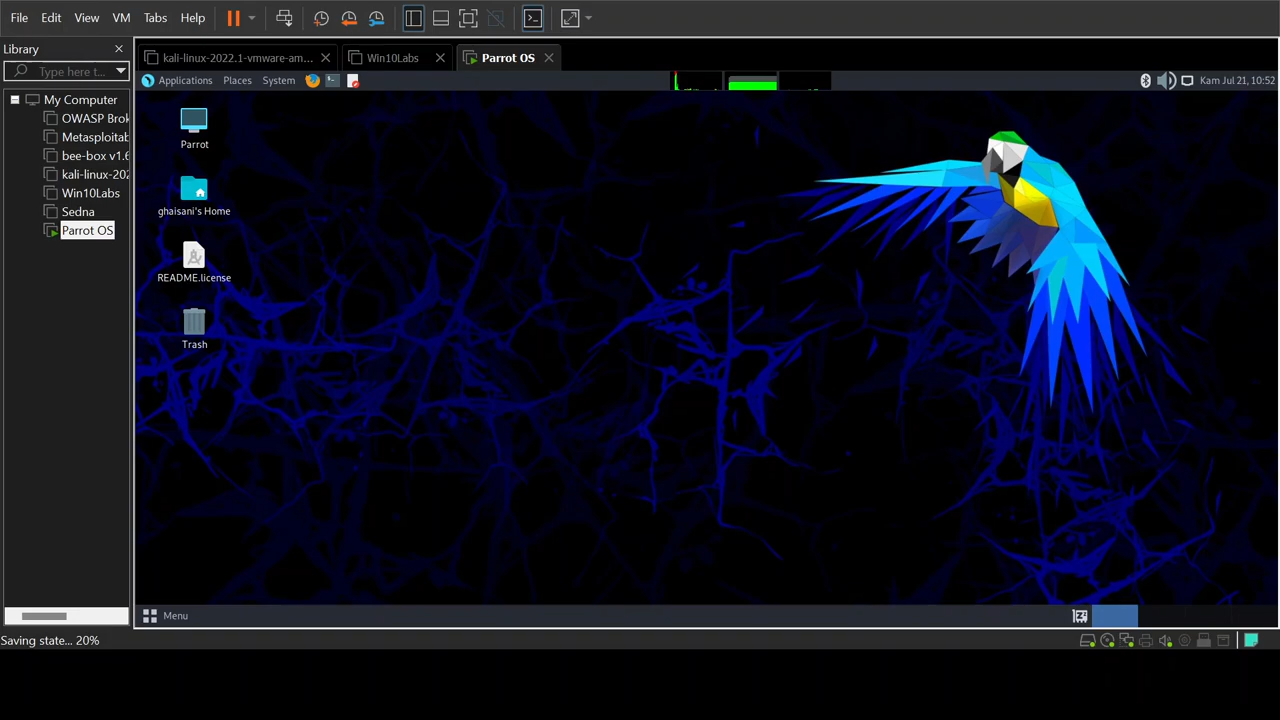 File Edit View VM Tabs Help
Library
Type here t...
kali-linux-2022.1-vmware-am... Win10Labs Parrot OS
Applications Places System Kam Jul 21, 10:52
My Computer
OWASP Brok
Metasploitab
bee-box v1.6
kali-linux-202
Win10Labs
Sedna
Parrot OS
Parrot
ghaisani's Home
README.license
Trash
Menu
Saving state... 20%